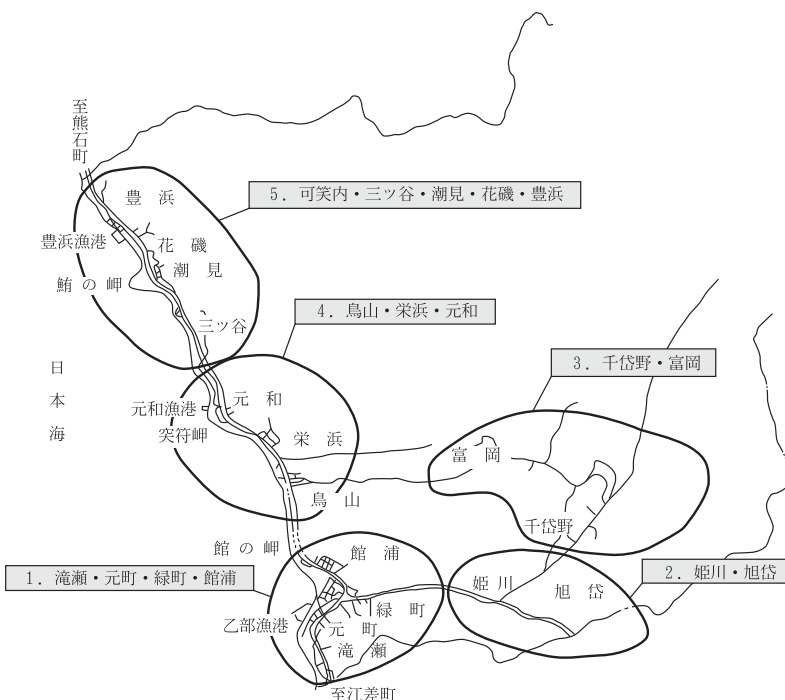 至熊石町
豊浜
5. 可笑内・三ツ谷・潮見・花磯・豊浜
豊浜漁港
花磯
潮見
鮪の岬
4. 鳥山・栄浜・元和
三ツ谷
日本海
3. 千岱野・富岡
元和
元和漁港
突符岬
栄浜
富岡
鳥山
千岱野
館の岬
館浦
1. 滝瀬・元町・緑町・館浦
姫川
旭岱
2. 姫川・旭岱
緑町
乙部漁港
元町
滝瀬
至江差町